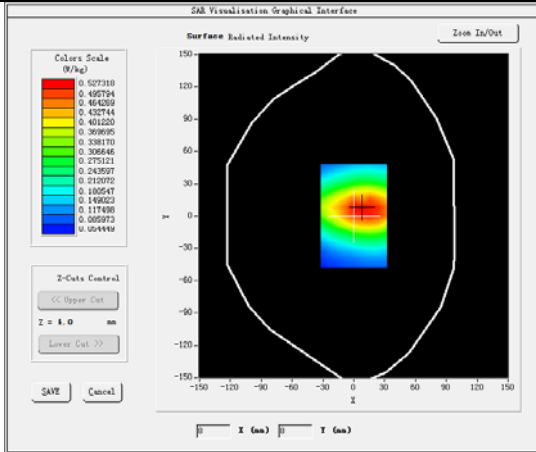 SAR Visualisation Graphical Interface
Surface Radiated Intensity
Zoom In/Out
Colors Scale
(W/kg)
0.527318
0.495794
0.464269
0.432744
0.401220
0.369695
0.338170
0.306646
0.275121
0.243597
0.212072
0.180547
0.149023
0.117498
0.085973
0.054449
150
120
90
60
30
0
-30
-60
-90
-120
-150
Y
-150 -120 -90 -60 -30 0 30 60 90 120 150
X
Z-Cuts Control
<< Upper Cut
Z = 4.0 mm
Lower Cut >>
SAVE Cancel
8 X (mm) 8 Y (mm)